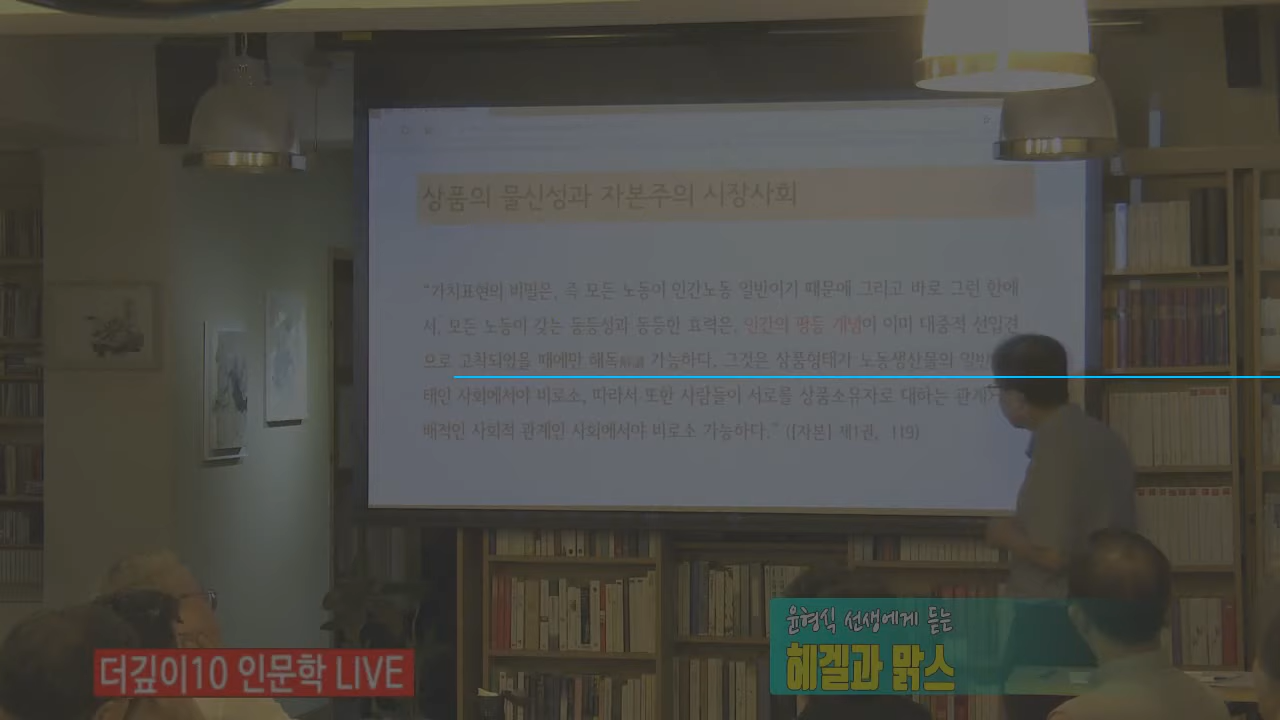 상품의 물신성과 자본주의 시장사회
“가치표현의 비밀은, 즉 모든 노동이 인간노동 일반이기 때문에 그리고 바로 그런 한에
서, 모든 노동이 갖는 동등성과 동등한 효력은, 인간의 평등 개념이 이미 대중적 선입견
으로 고착되었을 때에만 해독 가능하다. 그것은 상품형태가 노동생산물의 일반
태인 사회에서야 비로소, 따라서 또한 사람들이 서로를 상품소유자로 대하는 관계가
배적인 사회적 관계인 사회에서야 비로소 가능하다.” ([자본] 제1권, 119)
윤형식 선생에게 듣는
헤겔과 맑스
더깊이10 인문학 LIVE